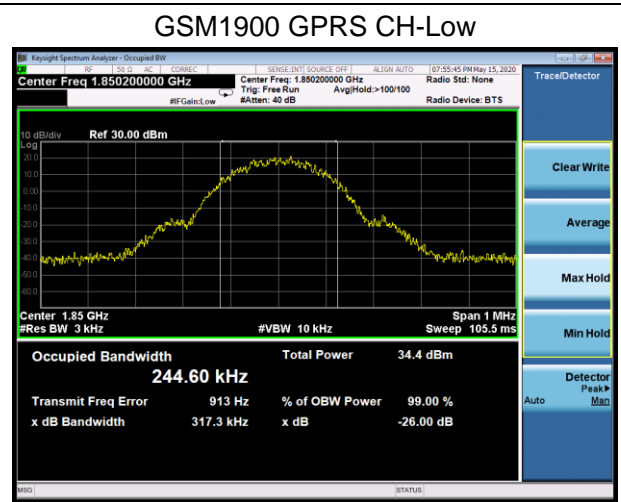 GSM1900 GPRS CH-Low
Keysight Spectrum Analyzer - Occupied BW
RF 50 Ω AC CORREC SENSE:INT SOURCE OFF ALIGN AUTO 07:55:45 PM May 15, 2020
Center Freq 1.850200000 GHz
Center Freq: 1.850200000 GHz
Radio Std: None
Trig: Free Run Avg|Hold:>100/100
#IFGain:Low #Atten: 40 dB Radio Device: BTS
Trace/Detector
10 dB/div Ref 30.00 dBm
Log
20.0
10.0
0.00
-10.0
-20.0
-30.0
-40.0
-50.0
-60.0
Center 1.85 GHz Span 1 MHz
#Res BW 3 kHz #VBW 10 kHz Sweep 105.5 ms
Occupied Bandwidth Total Power 34.4 dBm
244.60 kHz
Transmit Freq Error 913 Hz % of OBW Power 99.00 %
x dB Bandwidth 317.3 kHz x dB -26.00 dB
Clear Write
Average
Max Hold
Min Hold
Detector
Peak▶
Auto Man
MSG STATUS